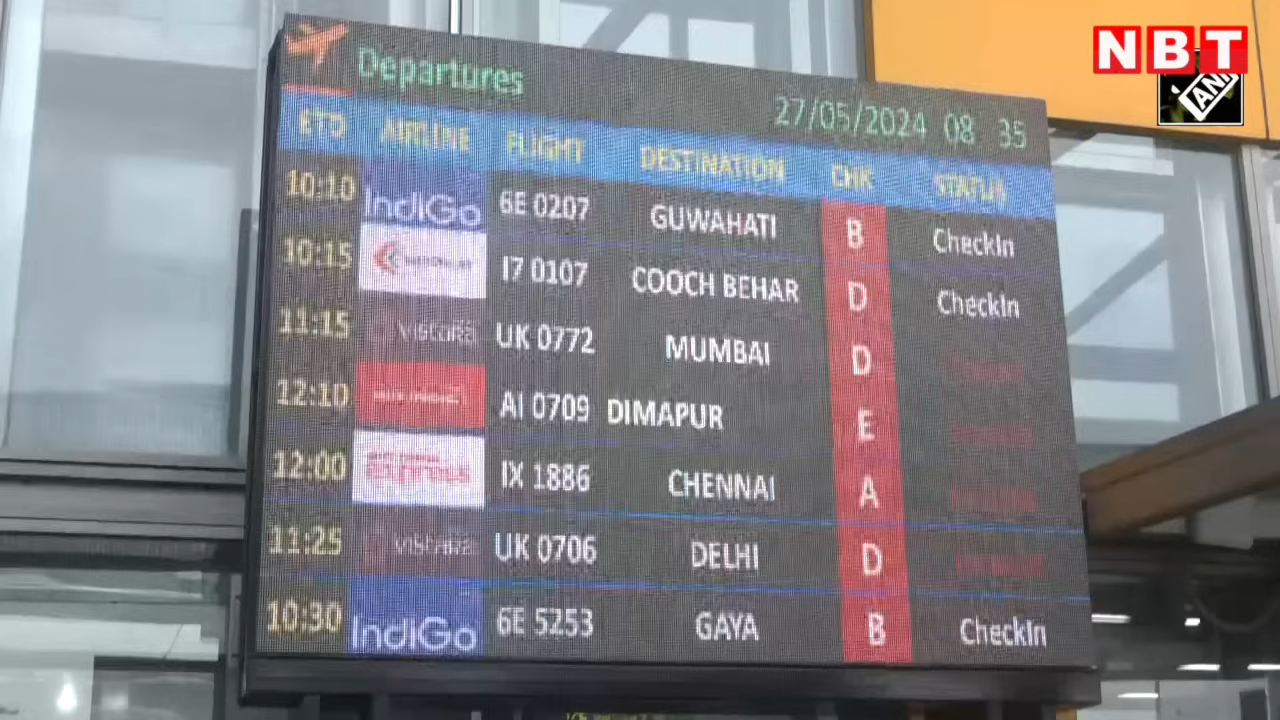 NBT
ANI
Departures
27/05/2024 08 35
ETD AIRLINE FLIGHT DESTINATION CHK STATUS
10:10 IndiGo 6E 0207 GUWAHATI B CheckIn
10:15 I7 0107 COOCH BEHAR D CheckIn
11:15 VISTARA UK 0772 MUMBAI D
12:10 AI 0709 DIMAPUR E
12:00 IX 1886 CHENNAI A
11:25 VISTARA UK 0706 DELHI D
10:30 IndiGo 6E 5253 GAYA B CheckIn